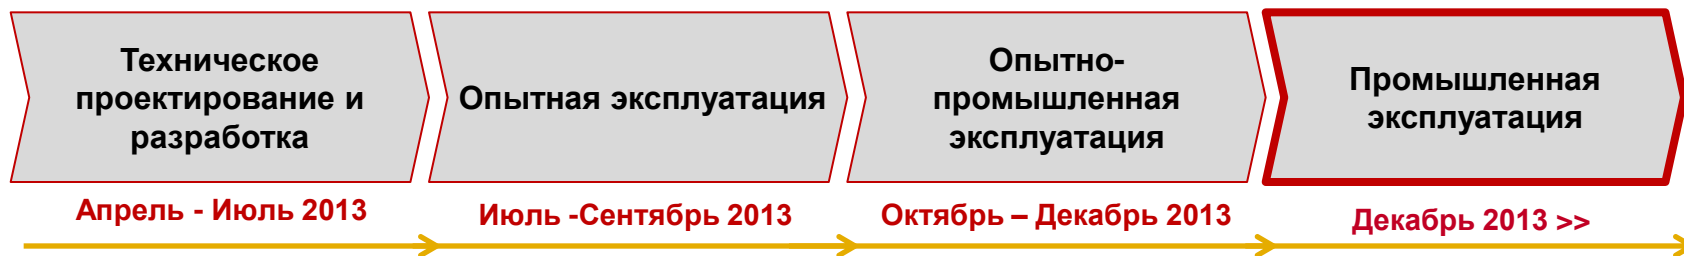 Техническое
проектирование и
разработка
Опытная эксплуатация
Опытно-
промышленная
эксплуатация
Промышленная
эксплуатация
Апрель - Июль 2013
Июль -Сентябрь 2013
Октябрь – Декабрь 2013
Декабрь 2013 >>